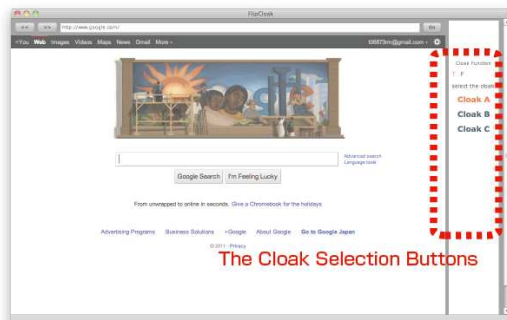 FlipCloak
<< >> http://www.google.com/ Go
+You Web Images Videos Maps News Gmail More
@gmail.com
Cloak Function
T F
select the cloak
Cloak A
Cloak B
Cloak C
Advanced search
Language tools
Google Search I'm Feeling Lucky
From unwrapped to online in seconds. Give a Chromebook for the holidays
Advertising Programs Business Solutions +Google About Google Go to Google Japan
© 2011 - Privacy
The Cloak Selection Buttons